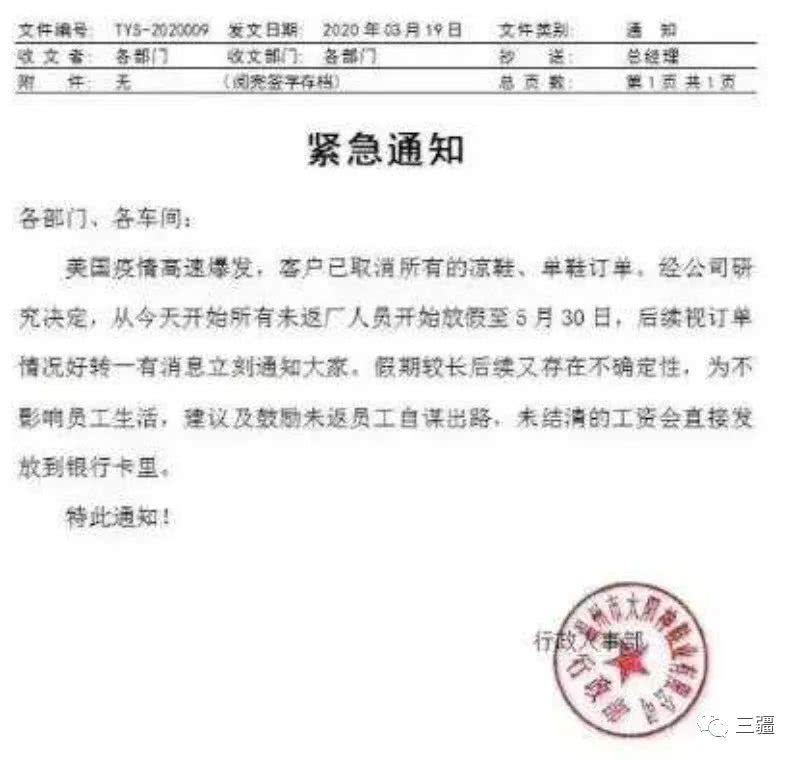 文件编号: TYS-2020009 发文日期: 2020 年 03 月 19 日 文件类别: 通 知
收 文 者: 各部门 收文部门: 各部门 抄 送: 总经理
附 件: 无 (阅完签字存档) 总 页 数: 第 1 页 共 1 页
紧急通知
各部门、各车间:
美国疫情高速爆发，客户已取消所有的凉鞋、单鞋订单。经公司研
究决定，从今天开始所有未返厂人员开始放假至 5 月 30 日，后续视订单
情况好转一有消息立刻通知大家。假期较长后续又存在不确定性，为不
影响员工生活，建议及鼓励未返员工自谋出路。未结清的工资会直接发
放到银行卡里。
特此通知！
行政人事部
州市太阳神鞋业有限公司
行政部
三疆